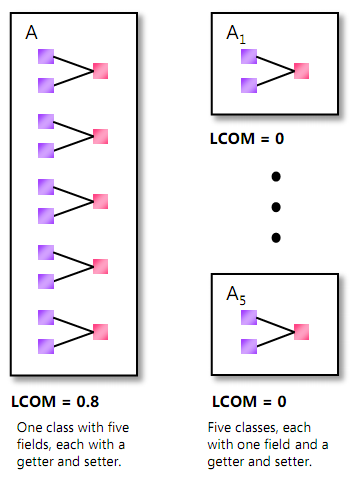 A
LCOM = 0.8
One class with five
fields, each with a
getter and setter.
A1
LCOM = 0
A5
LCOM = 0
Five classes, each
with one field and a
getter and setter.